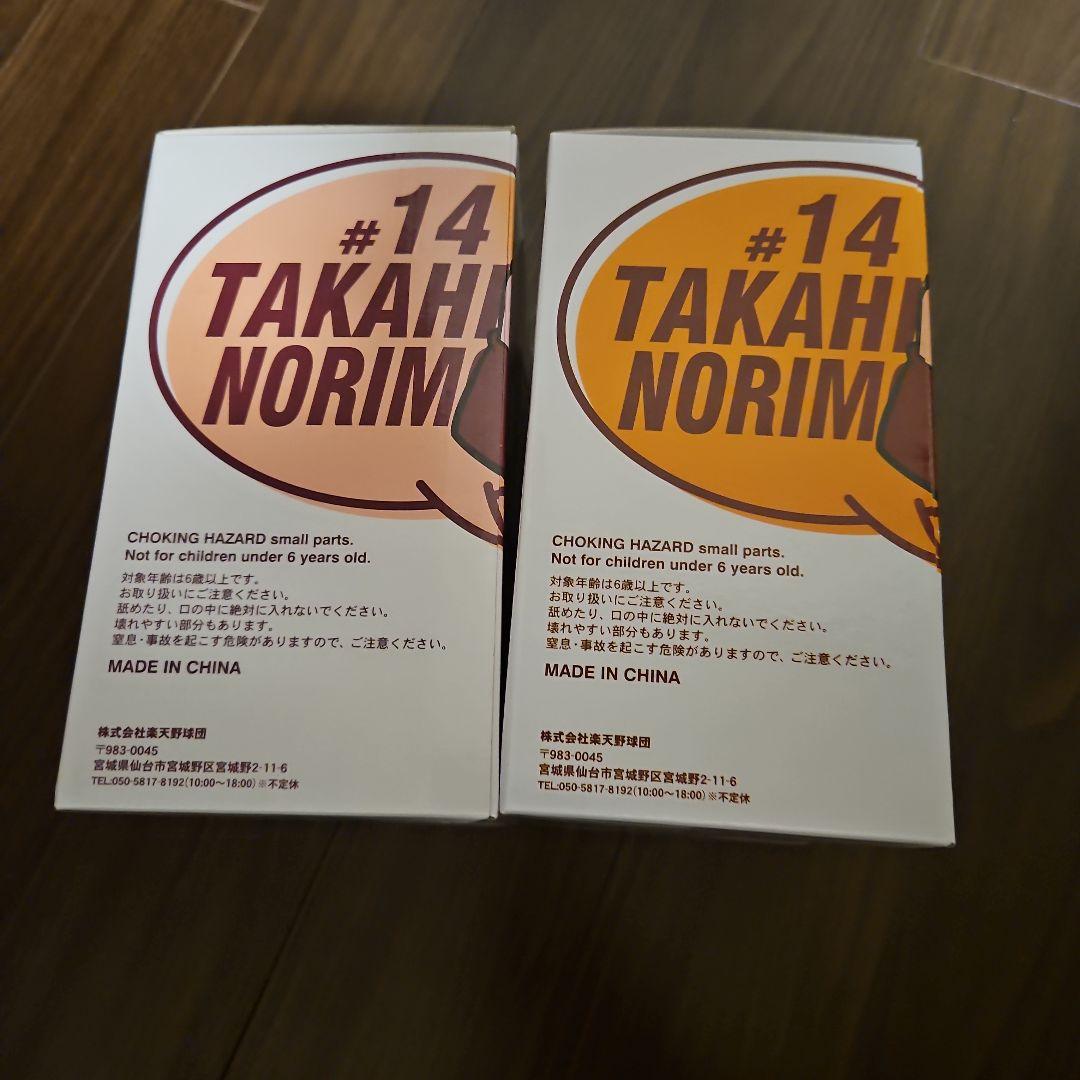 #14
TAKAHI
NORIM
CHOKING HAZARD small parts.
Not for children under 6 years old.
対象年齢は6歳以上です。
お取り扱いにご注意ください。
舐めたり、口の中に絶対に入れないでください。
壊れやすい部分もあります。
窒息・事故を起こす危険がありますので、ご注意ください。
MADE IN CHINA
株式会社楽天野球団
〒983-0045
宮城県仙台市宮城野区宮城野2-11-6
TEL:050-5817-8192(10:00〜18:00)※不定休
#14
TAKAHI
NORIM
CHOKING HAZARD small parts.
Not for children under 6 years old.
対象年齢は6歳以上です。
お取り扱いにご注意ください。
舐めたり、口の中に絶対に入れないでください。
壊れやすい部分もあります。
窒息・事故を起こす危険がありますので、ご注意ください。
MADE IN CHINA
株式会社楽天野球団
〒983-0045
宮城県仙台市宮城野区宮城野2-11-6
TEL:050-5817-8192(10:00〜18:00)※不定休